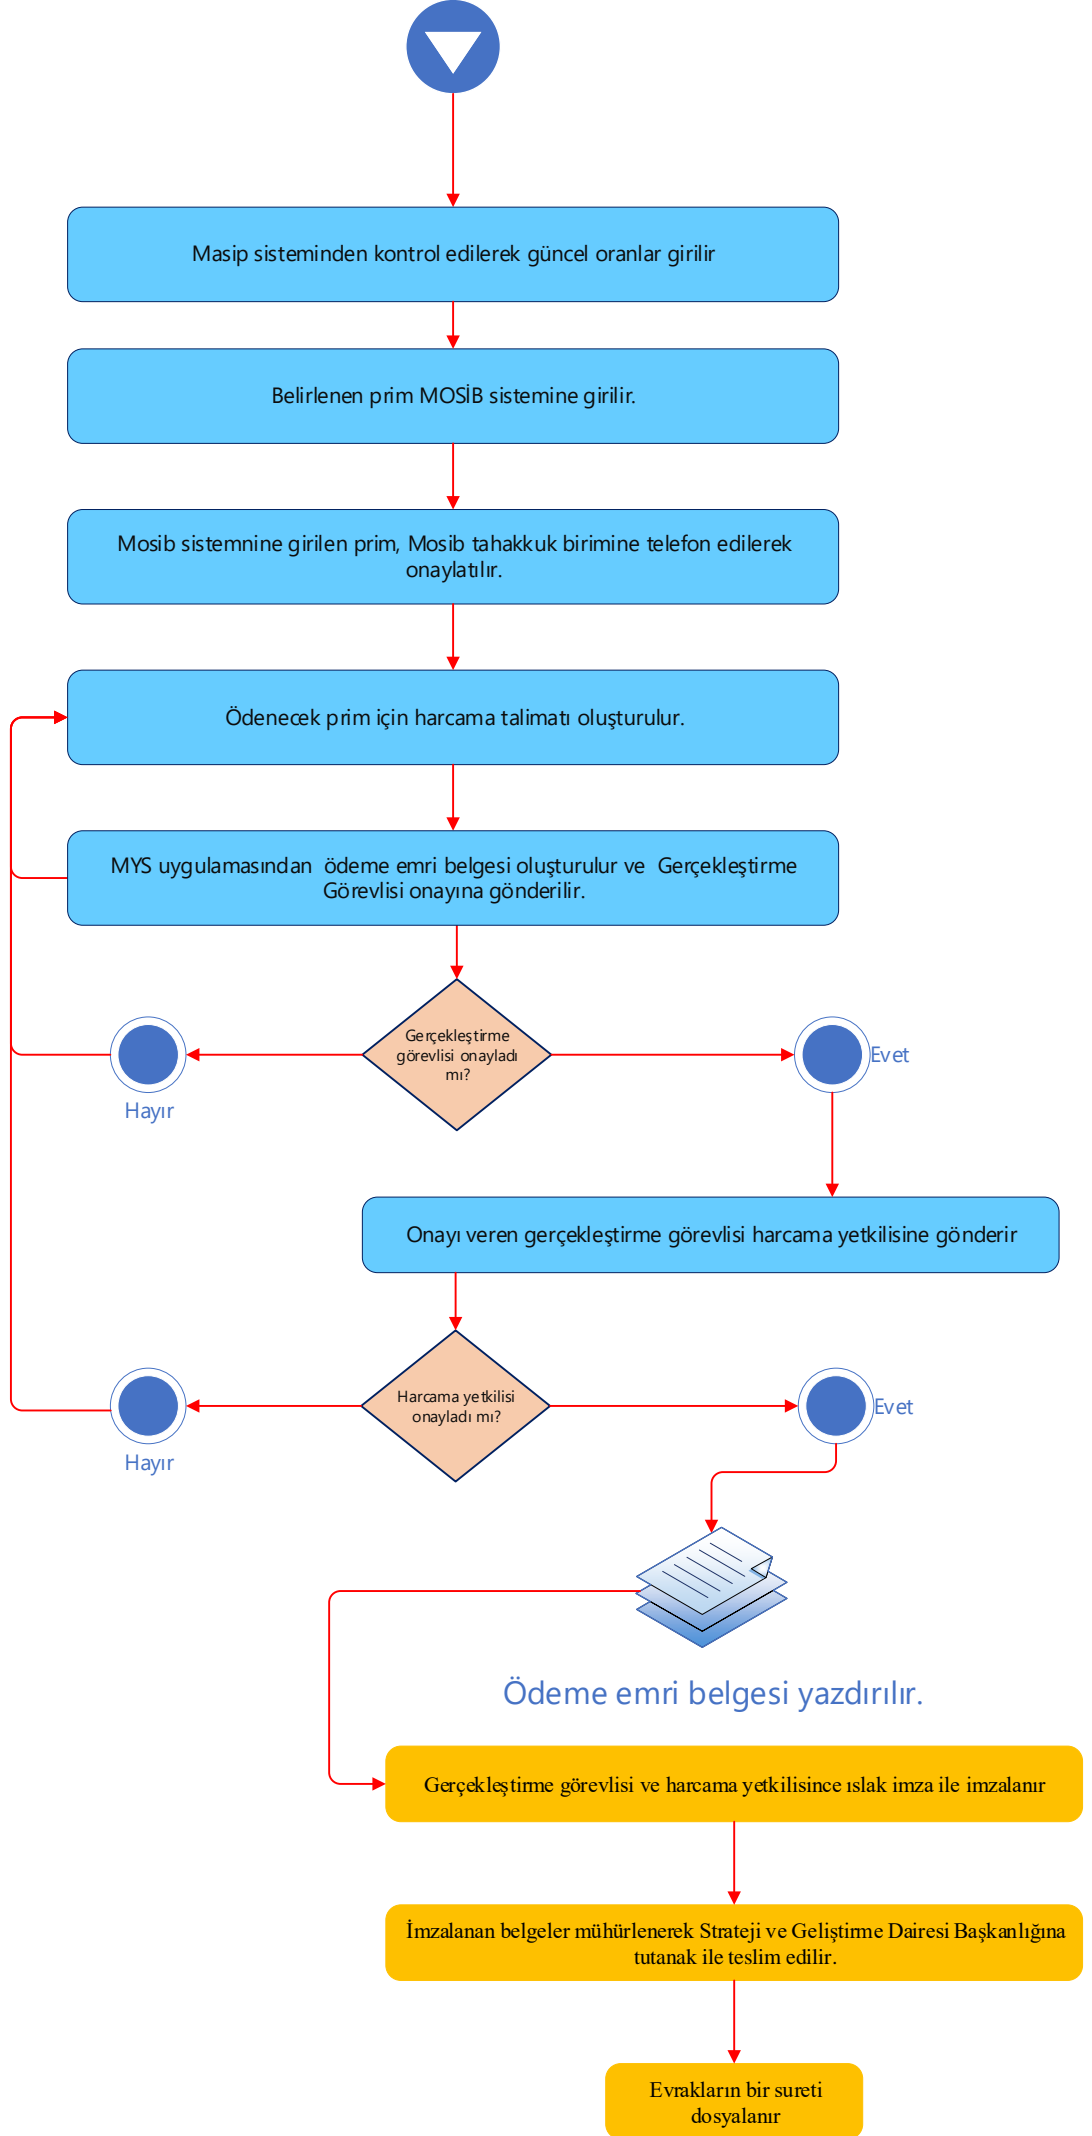 Masip sisteminden kontrol edilerek güncel oranlar girilir
Belirlenen prim MOSİB sistemine girilir.
Mosib sistemnine girilen prim, Mosib tahakkuk birimine telefon edilerek
onaylatılır.
Ödenecek prim için harcama talimatı oluşturulur.
MYS uygulamasından ödeme emri belgesi oluşturulur ve Gerçekleştirme
Görevlisi onayına gönderilir.
Gerçekleştirme
görevlisi onayladı
mı?
Hayır
Evet
Onayı veren gerçekleştirme görevlisi harcama yetkilisine gönderir
Harcama yetkilisi
onayladı mı?
Hayır
Evet
Ödeme emri belgesi yazdırılır.
Gerçekleştirme görevlisi ve harcama yetkilisince ıslak imza ile imzalanır
İmzalanan belgeler mühürlenerek Strateji ve Geliştirme Dairesi Başkanlığına
tutanak ile teslim edilir.
Evrakların bir sureti
dosyalanır